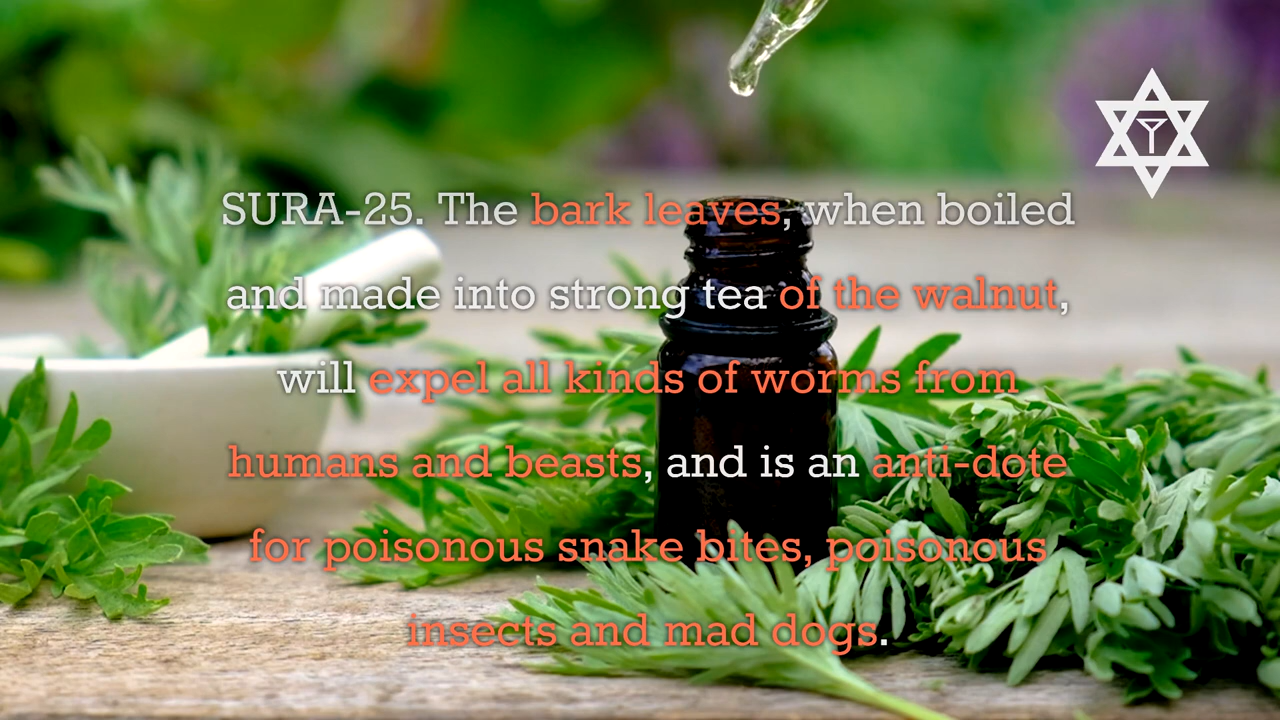 SURA-25. The bark leaves, when boiled
and made into strong tea of the walnut,
will expel all kinds of worms from
humans and beasts, and is an anti-dote
for poisonous snake bites, poisonous
insects and mad dogs.